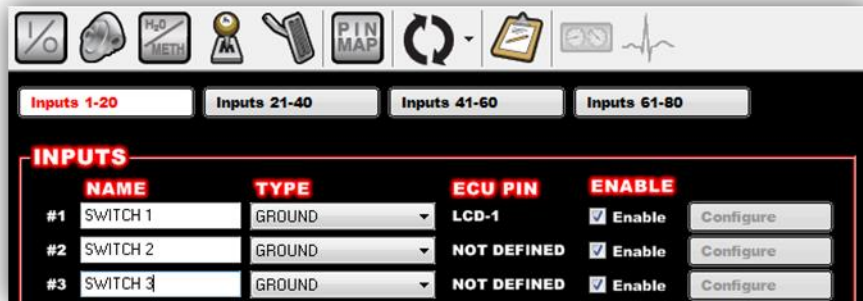 I/O H₂O/METH PIN MAP
Inputs 1-20 Inputs 21-40 Inputs 41-60 Inputs 61-80
INPUTS
NAME TYPE ECU PIN ENABLE
#1 SWITCH 1 GROUND LCD-1 Enable Configure
#2 SWITCH 2 GROUND NOT DEFINED Enable Configure
#3 SWITCH 3 GROUND NOT DEFINED Enable Configure